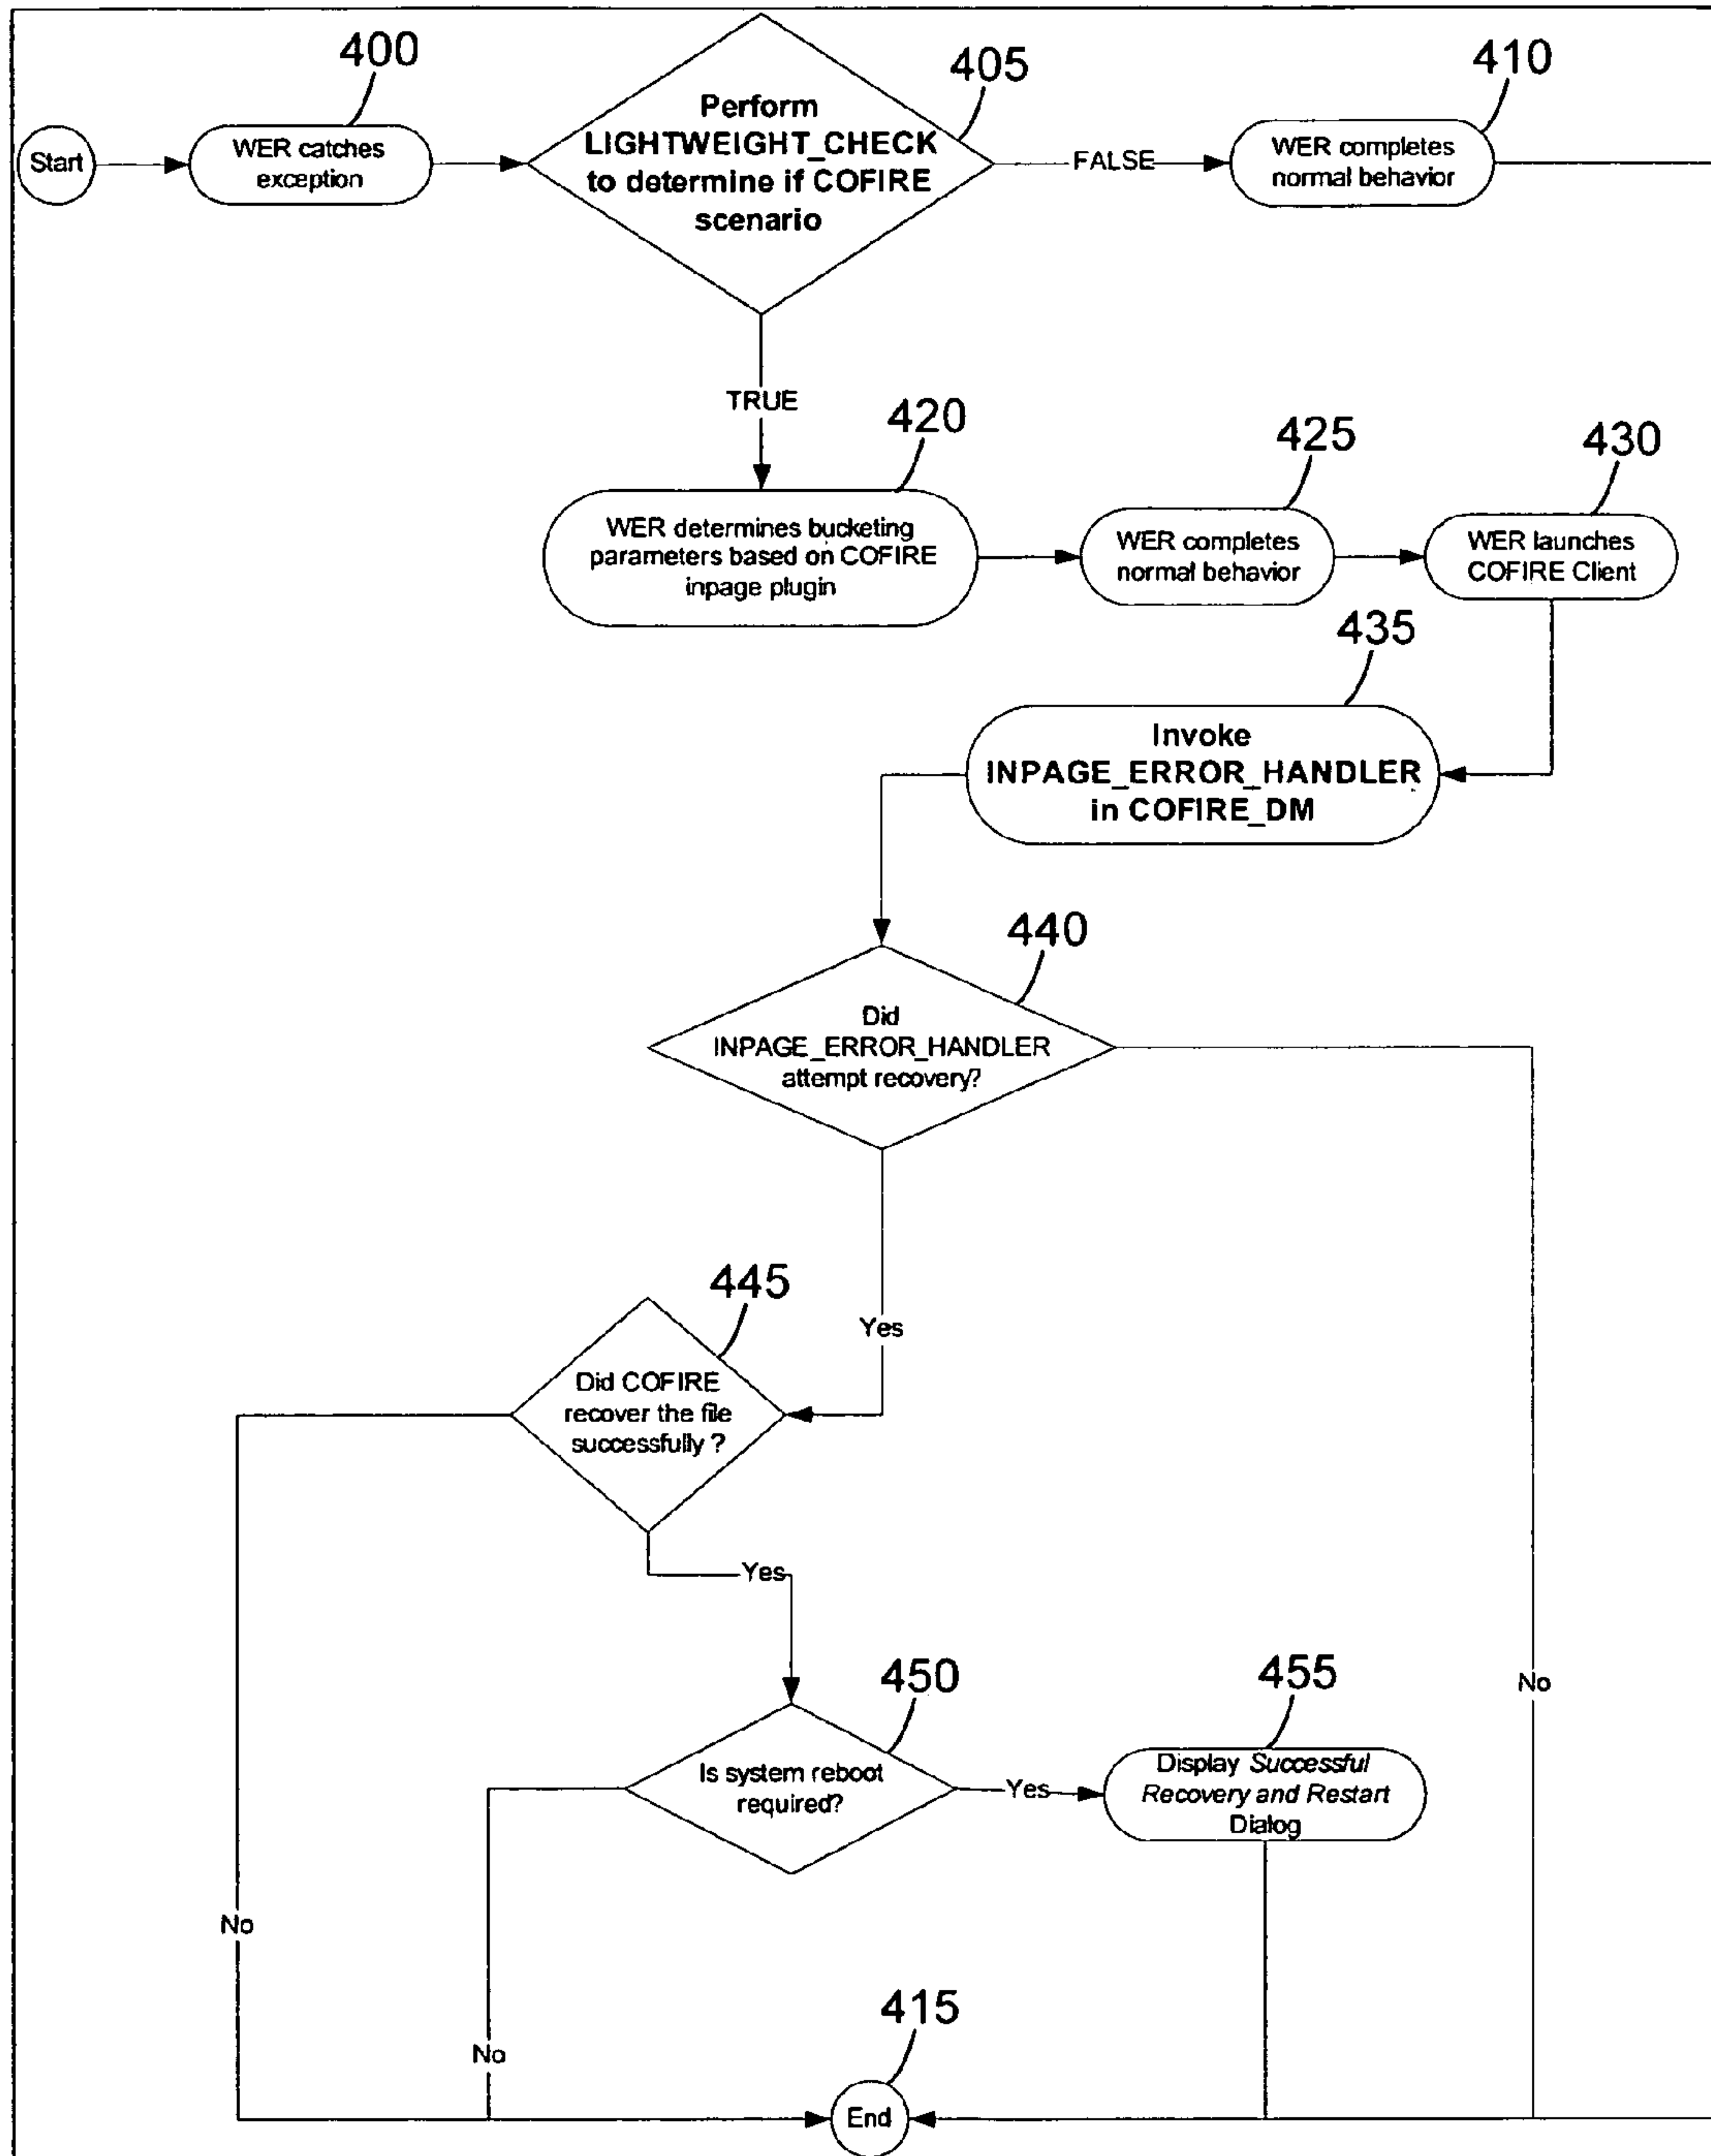 400
405
410
Start
WER catches
exception
Perform
LIGHTWEIGHT_CHECK
to determine if COFIRE
scenario
FALSE
WER completes
normal behavior
TRUE
420
425
430
WER determines bucketing
parameters based on COFIRE
inpage plugin
WER completes
normal behavior
WER launches
COFIRE Client
435
Invoke
INPAGE_ERROR_HANDLER
in COFIRE_DM
440
Did
INPAGE_ERROR_HANDLER
attempt recovery?
445
Yes
Did COFIRE
recover the file
successfully ?
Yes
450
455
No
Is system reboot
required?
Yes
Display Successful
Recovery and Restart
Dialog
No
No
415
End